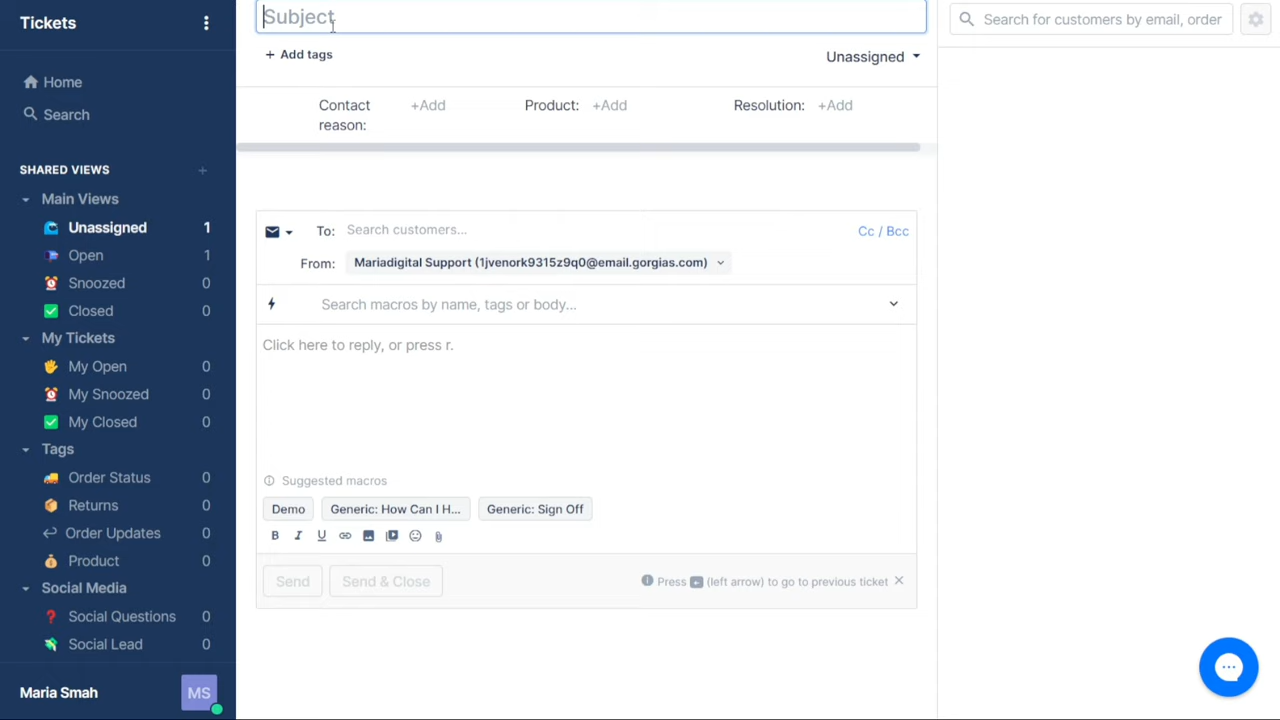 Tickets
Home
Search
SHARED VIEWS +
Main Views
Unassigned 1
Open 1
Snoozed 0
Closed 0
My Tickets
My Open 0
My Snoozed 0
My Closed 0
Tags
Order Status 0
Returns 0
Order Updates 0
Product 0
Social Media
Social Questions 0
Social Lead 0
Maria Smah MS
Subject
+ Add tags Unassigned
Contact reason: +Add Product: +Add Resolution: +Add
To: Search customers... Cc / Bcc
From: Mariadigital Support (1jvenork9315z9q0@email.gorgias.com)
Search macros by name, tags or body...
Click here to reply, or press r.
Suggested macros
Demo Generic: How Can I H... Generic: Sign Off
B I U
Send Send & Close Press (left arrow) to go to previous ticket
Search for customers by email, order